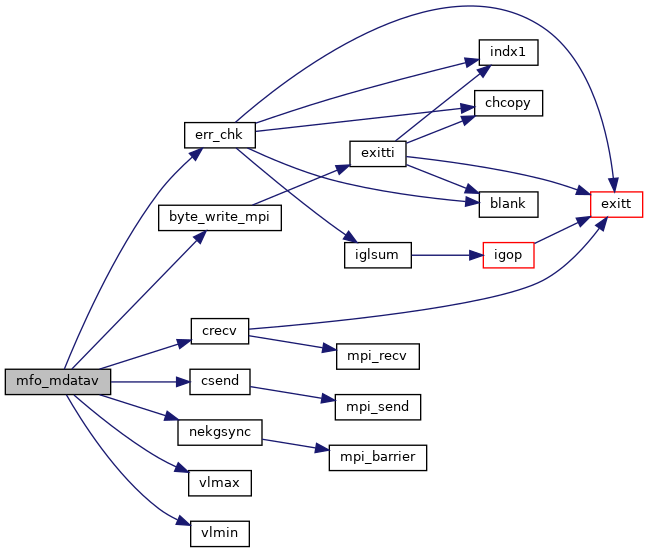 indx1
chcopy
err_chk
exitti
blank
exitt
byte_write_mpi
iglsum
igop
crecv
mpi_recv
mfo_mdatav
csend
mpi_send
nekgsync
mpi_barrier
vlmax
vlmin